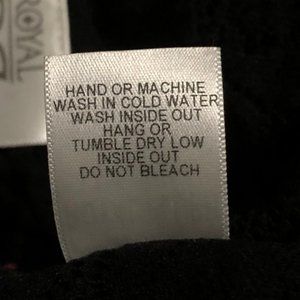 ROYAL
HAND OR MACHINE
WASH IN COLD WATER
WASH INSIDE OUT
HANG OR
TUMBLE DRY LOW
INSIDE OUT
DO NOT BLEACH